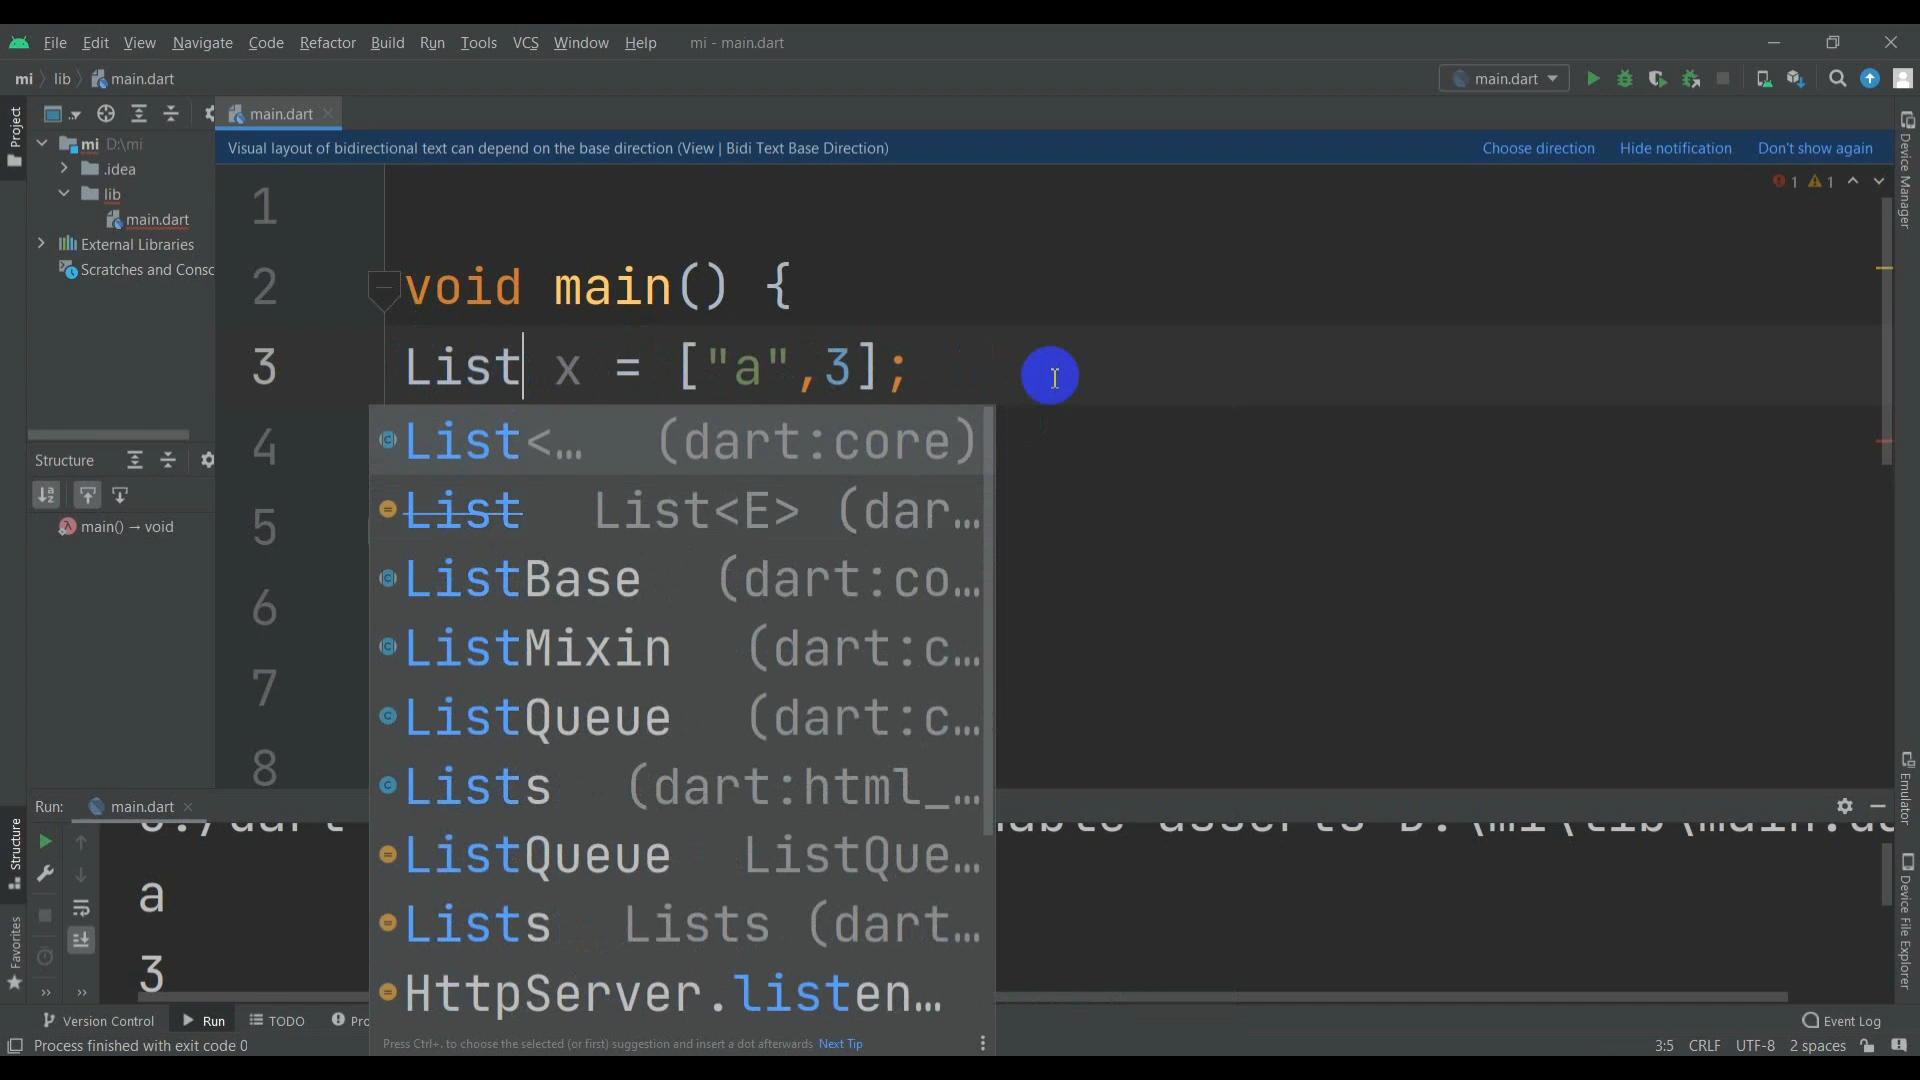 File Edit View Navigate Code Refactor Build Run Tools VCS Window Help mi - main.dart
mi lib main.dart main.dart
Project
main.dart
mi D:\mi
.idea
lib
main.dart
External Libraries
Scratches and Consc
Visual layout of bidirectional text can depend on the base direction (View | Bidi Text Base Direction) Choose direction Hide notification Don't show again
1 1
1
2 void main() {
3 List x = ["a",3];
4
5
6
7
8
Structure
main() → void
List<... (dart:core)
List List<E> (dar...
ListBase (dart:co...
ListMixin (dart:c...
ListQueue (dart:c...
Lists (dart:html_...
ListQueue ListQue...
Lists Lists (dart...
HttpServer.listen...
Press Ctrl+. to choose the selected (or first) suggestion and insert a dot afterwards Next Tip
Device Manager
Emulator
Device File Explorer
Structure
Favorites
Run: main.dart
a
3
Version Control Run TODO Event Log
Process finished with exit code 0 3:5 CRLF UTF-8 2 spaces